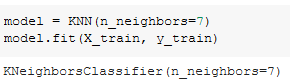 model = KNN(n_neighbors=7)
model.fit(X_train, y_train)
KNeighborsClassifier(n_neighbors=7)